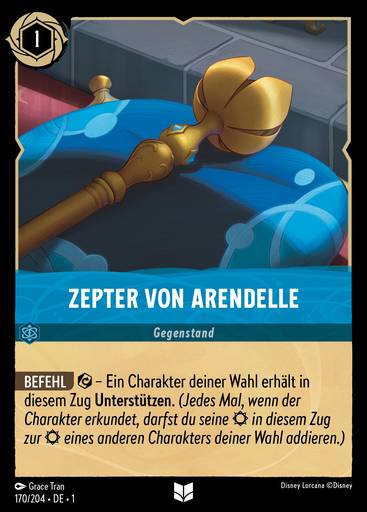 1
ZEPTER VON ARENDELLE
Gegenstand
BEFEHL – Ein Charakter deiner Wahl erhält in
diesem Zug Unterstützen. (Jedes Mal, wenn der
Charakter erkundet, darfst du seine in diesem Zug
zur eines anderen Charakters deiner Wahl addieren.)
Grace Tran
Disney Lorcana ©Disney
170/204 • DE • 1